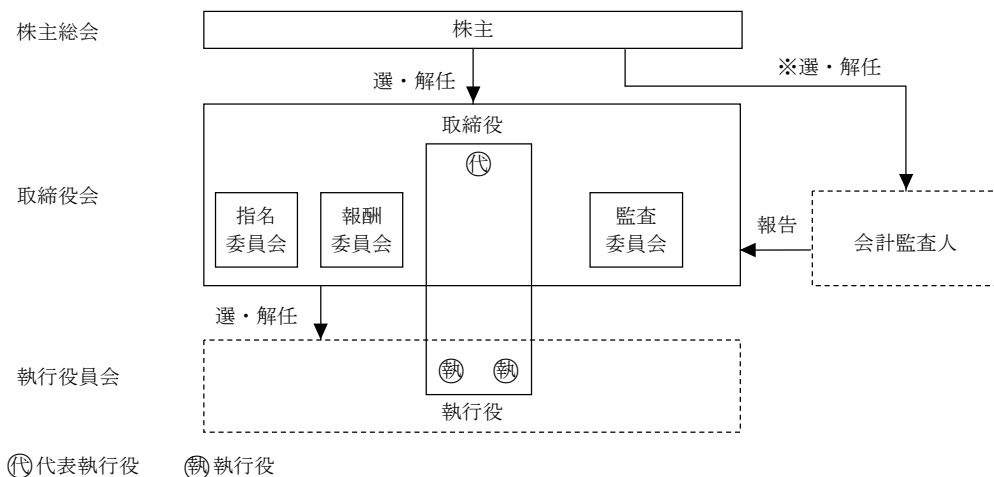 株主総会
株主
選・解任
※選・解任
取締役
代
取締役会
指名
委員会
報酬
委員会
監査
委員会
報告
会計監査人
選・解任
執行役員会
執 執
執行役
代 代表執行役 執 執行役